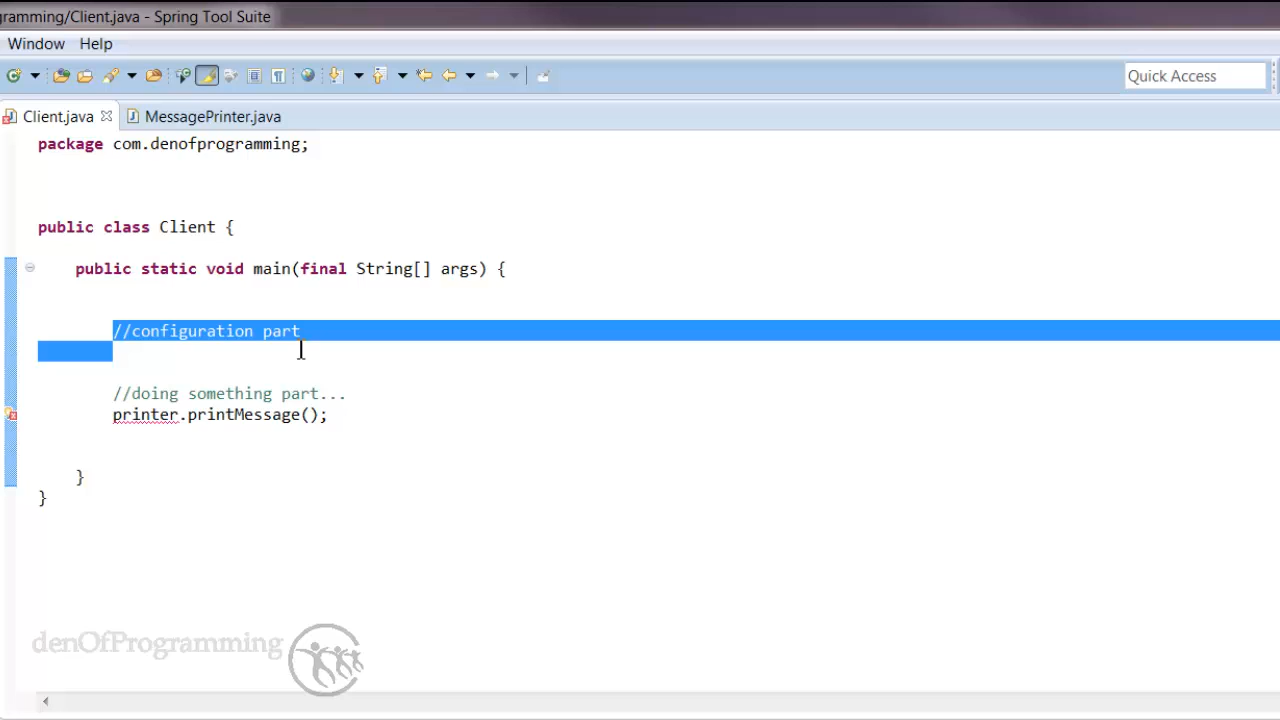 gramming/Client.java - Spring Tool Suite
Window Help
Quick Access
Client.java MessagePrinter.java
package com.denofprogramming;
public class Client {
public static void main(final String[] args) {
//configuration part
//doing something part...
printer.printMessage();
}
}
denOfProgramming